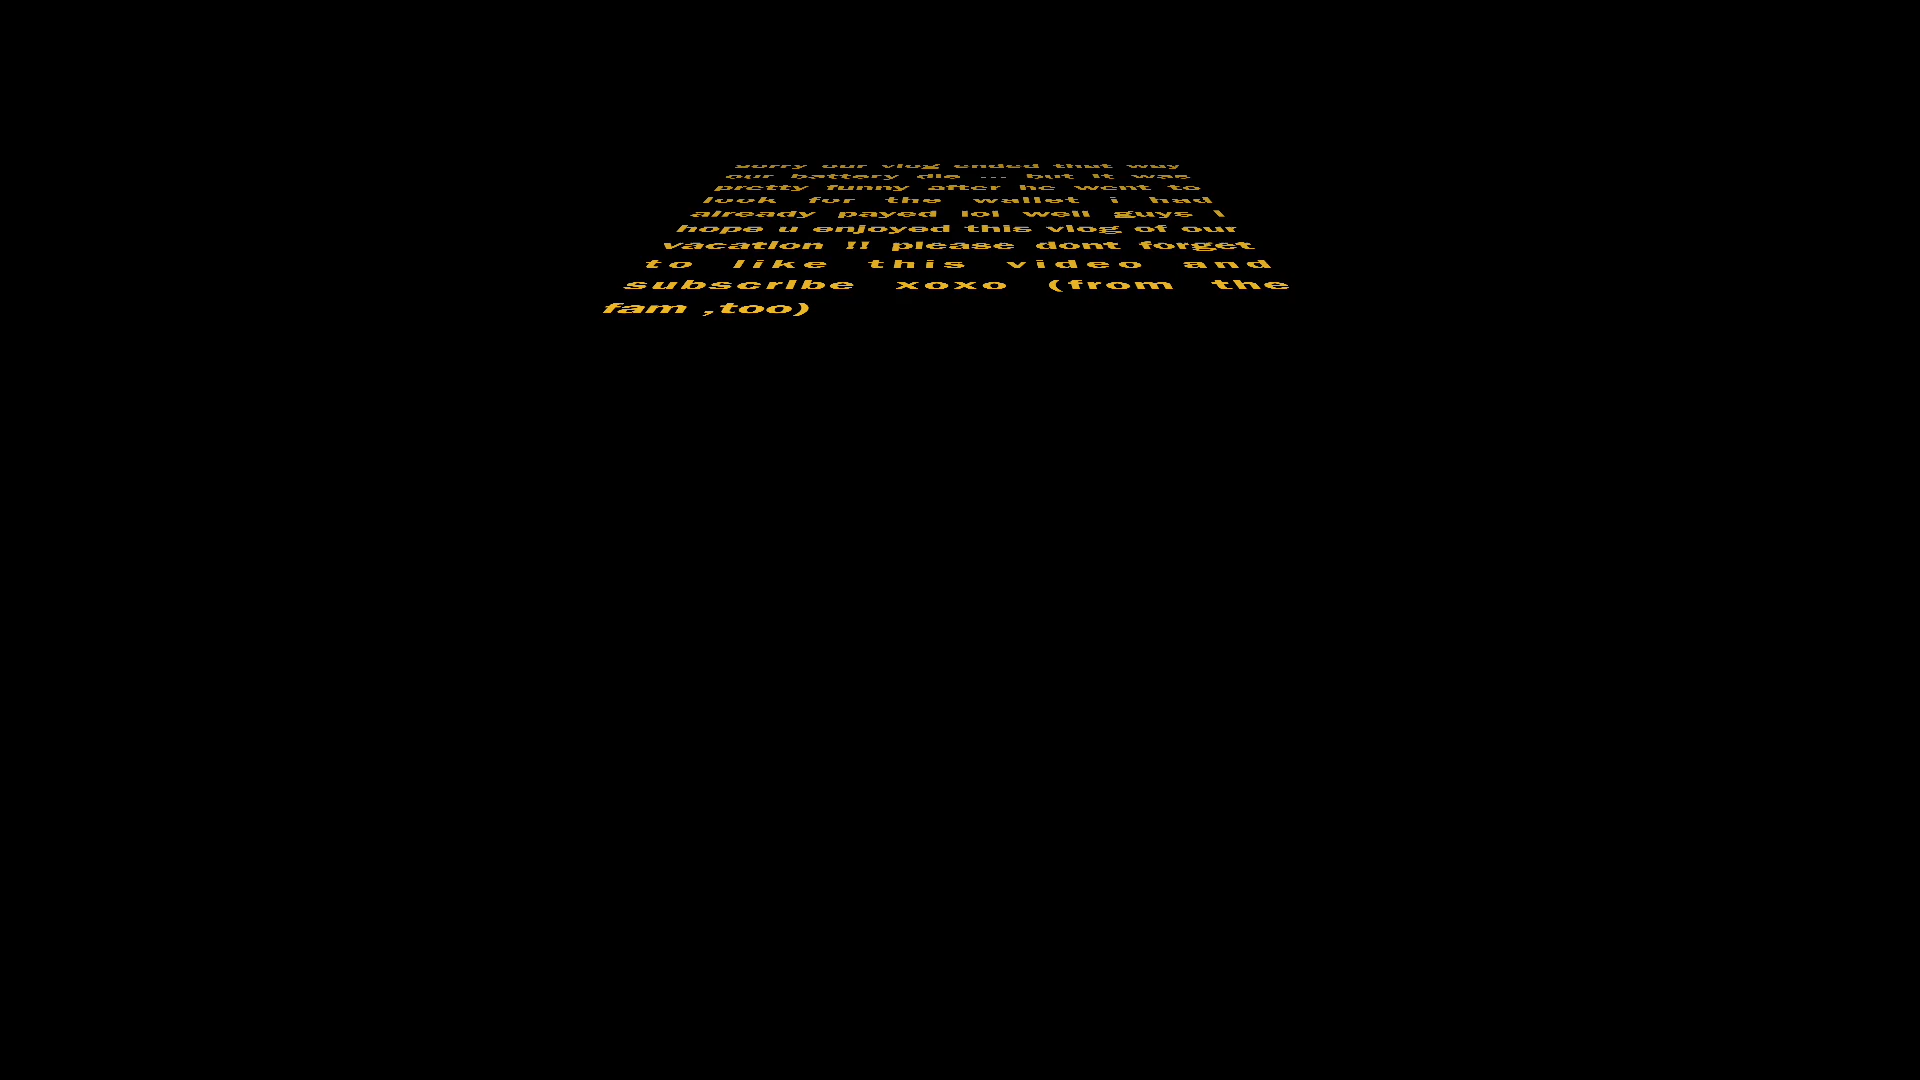 sorry our vlog ended that way
our battery die ... but it was
pretty funny after he went to
look for the wallet i had
already payed lol well guys I
hope u enjoyed this vlog of our
vacation !! please dont forget
to like this video and
subscribe xoxo (from the
fam ,too)